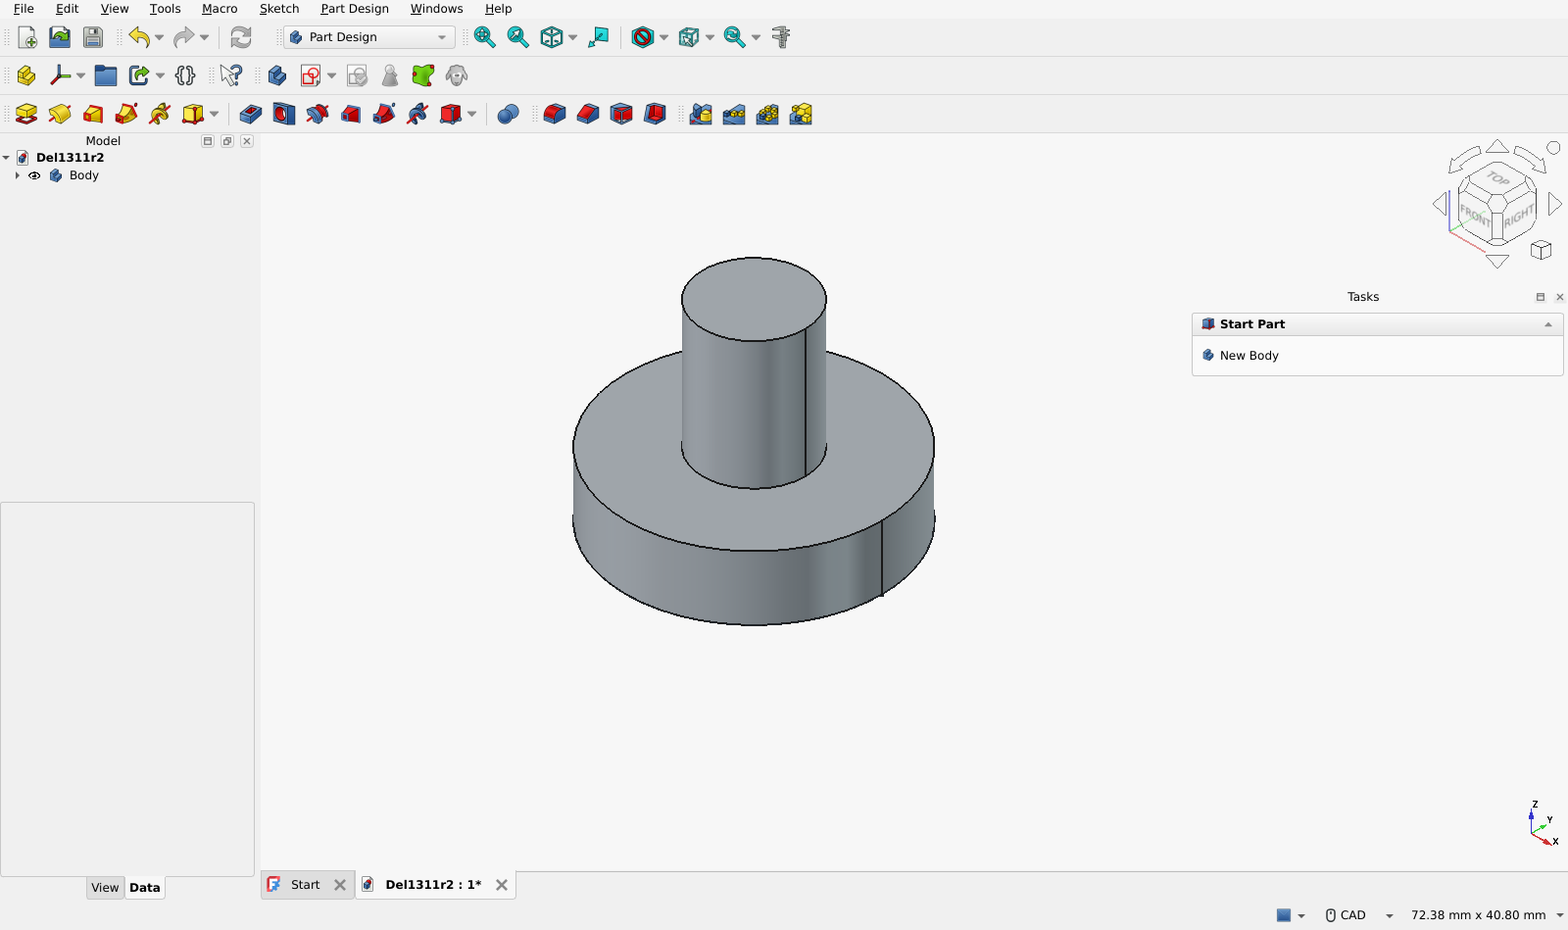 File Edit View Tools Macro Sketch Part Design Windows Help
Part Design
Model
Del1311r2
Body
TOP
FRONT RIGHT
Tasks
Start Part
New Body
Z
Y
X
View Data
Start Del1311r2 : 1*
CAD 72.38 mm x 40.80 mm